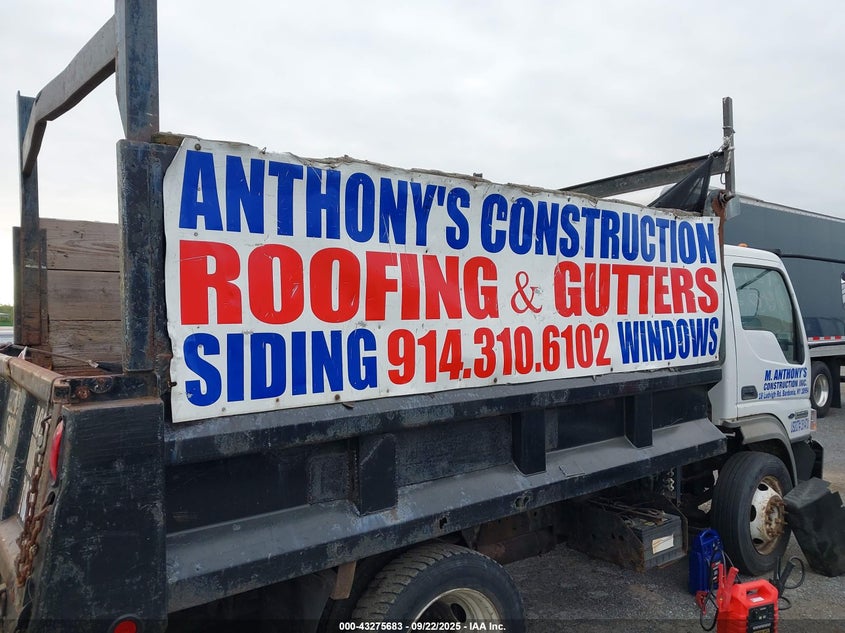 ANTHONY'S CONSTRUCTION
ROOFING & GUTTERS
SIDING 914.310.6102 WINDOWS
M. ANTHONY'S
CONSTRUCTION INC.
000-43275683 - 09/22/2025 - IAA Inc.